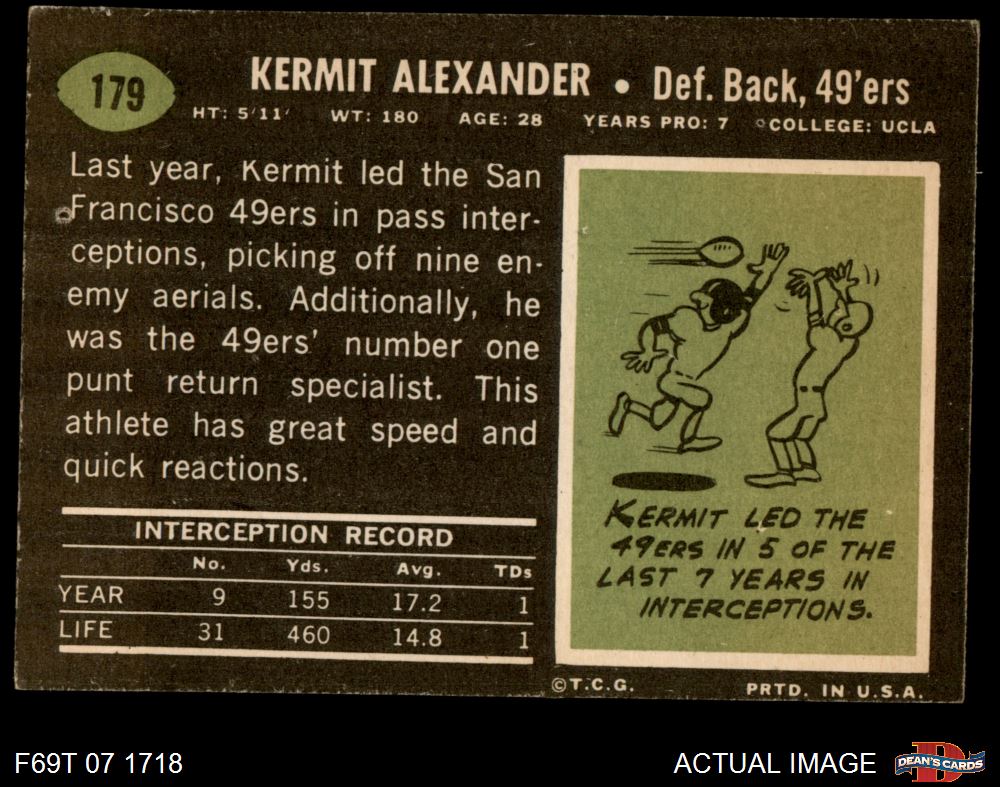 179
KERMIT ALEXANDER • Def. Back, 49'ers
HT: 5'11' WT: 180 AGE: 28 YEARS PRO: 7 COLLEGE: UCLA
Last year, Kermit led the San
Francisco 49ers in pass inter-
ceptions, picking off nine en-
emy aerials. Additionally, he
was the 49ers' number one
punt return specialist. This
athlete has great speed and
quick reactions.
INTERCEPTION RECORD
No. Yds. Avg. TDs
YEAR 9 155 17.2 1
LIFE 31 460 14.8 1
KERMIT LED THE
49ERS IN 5 OF THE
LAST 7 YEARS IN
INTERCEPTIONS.
©T.C.G. PRTD. IN U.S.A.
F69T 07 1718 ACTUAL IMAGE
D
DEAN'S CARDS